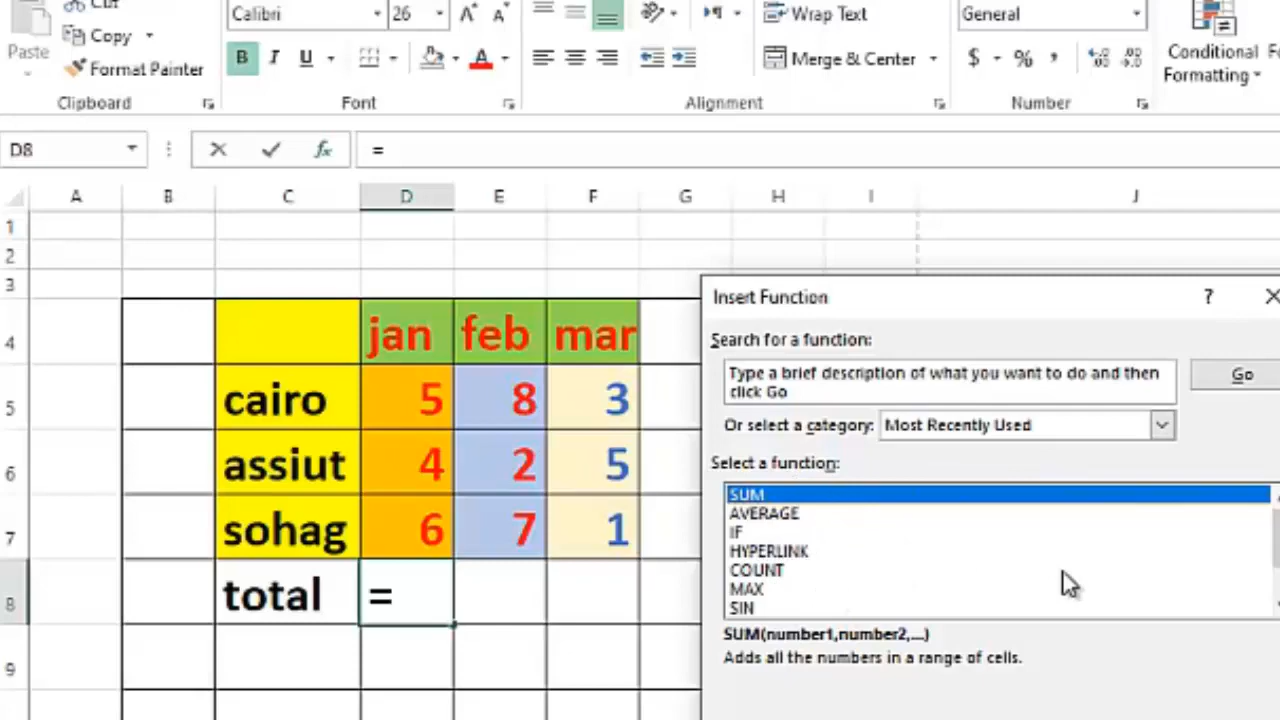 Cut
Calibri 26
Wrap Text
General
Paste
Copy
B I U
Merge & Center
$ % ,
Conditional
Formatting
Format Painter
Clipboard Font Alignment Number
D8 fx =
A B C D E F G H I J
1
2
3
Insert Function ?
Search for a function:
4 jan feb mar
Type a brief description of what you want to do and then
click Go
Go
5 cairo 5 8 3
Or select a category: Most Recently Used
Select a function:
6 assiut 4 2 5
SUM
AVERAGE
7 sohag 6 7 1
IF
HYPERLINK
COUNT
8 total =
MAX
SIN
SUM(number1,number2,...)
Adds all the numbers in a range of cells.
9